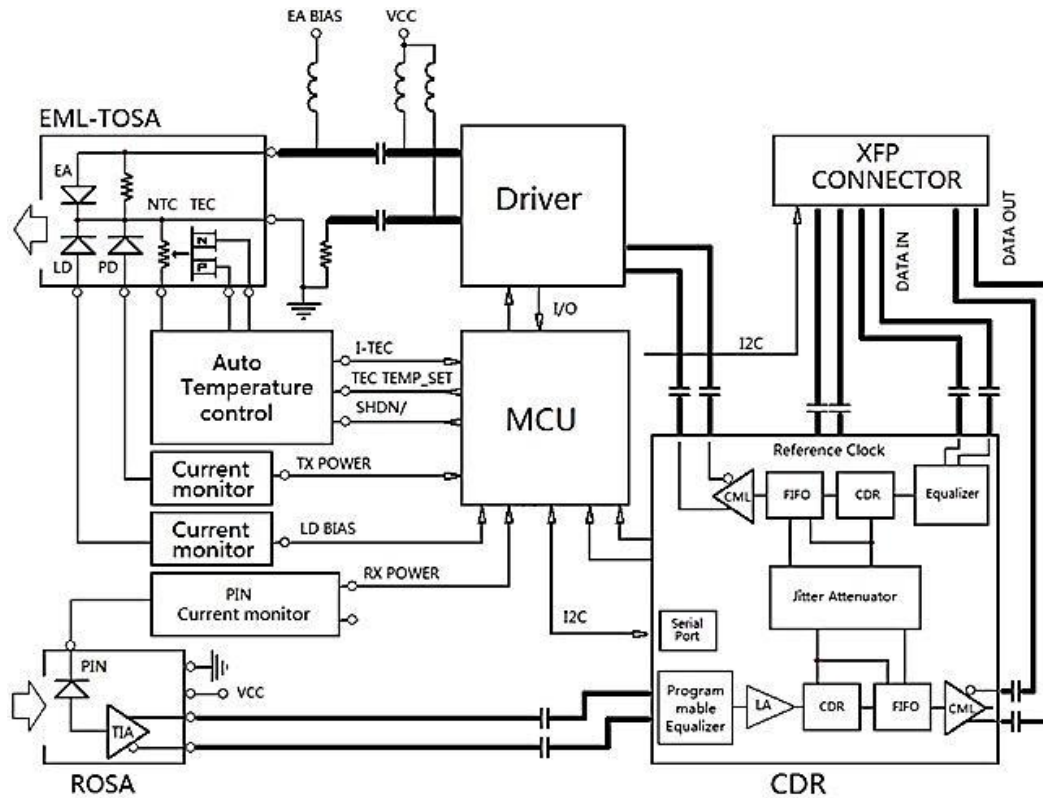 EA BIAS
VCC
EML-TOSA
EA
NTC
TEC
N
P
LD
PD
Driver
XFP
CONNECTOR
DATA IN
DATA OUT
I/O
I2C
Auto
Temperature
control
I-TEC
TEC TEMP_SET
SHDN/
MCU
Current
monitor
TX POWER
Current
monitor
LD BIAS
PIN
Current monitor
RX POWER
I2C
Reference Clock
CML
FIFO
CDR
Equalizer
Jitter Attenuator
Serial
Port
Program
mable
Equalizer
LA
CDR
FIFO
CML
PIN
VCC
TIA
ROSA
CDR